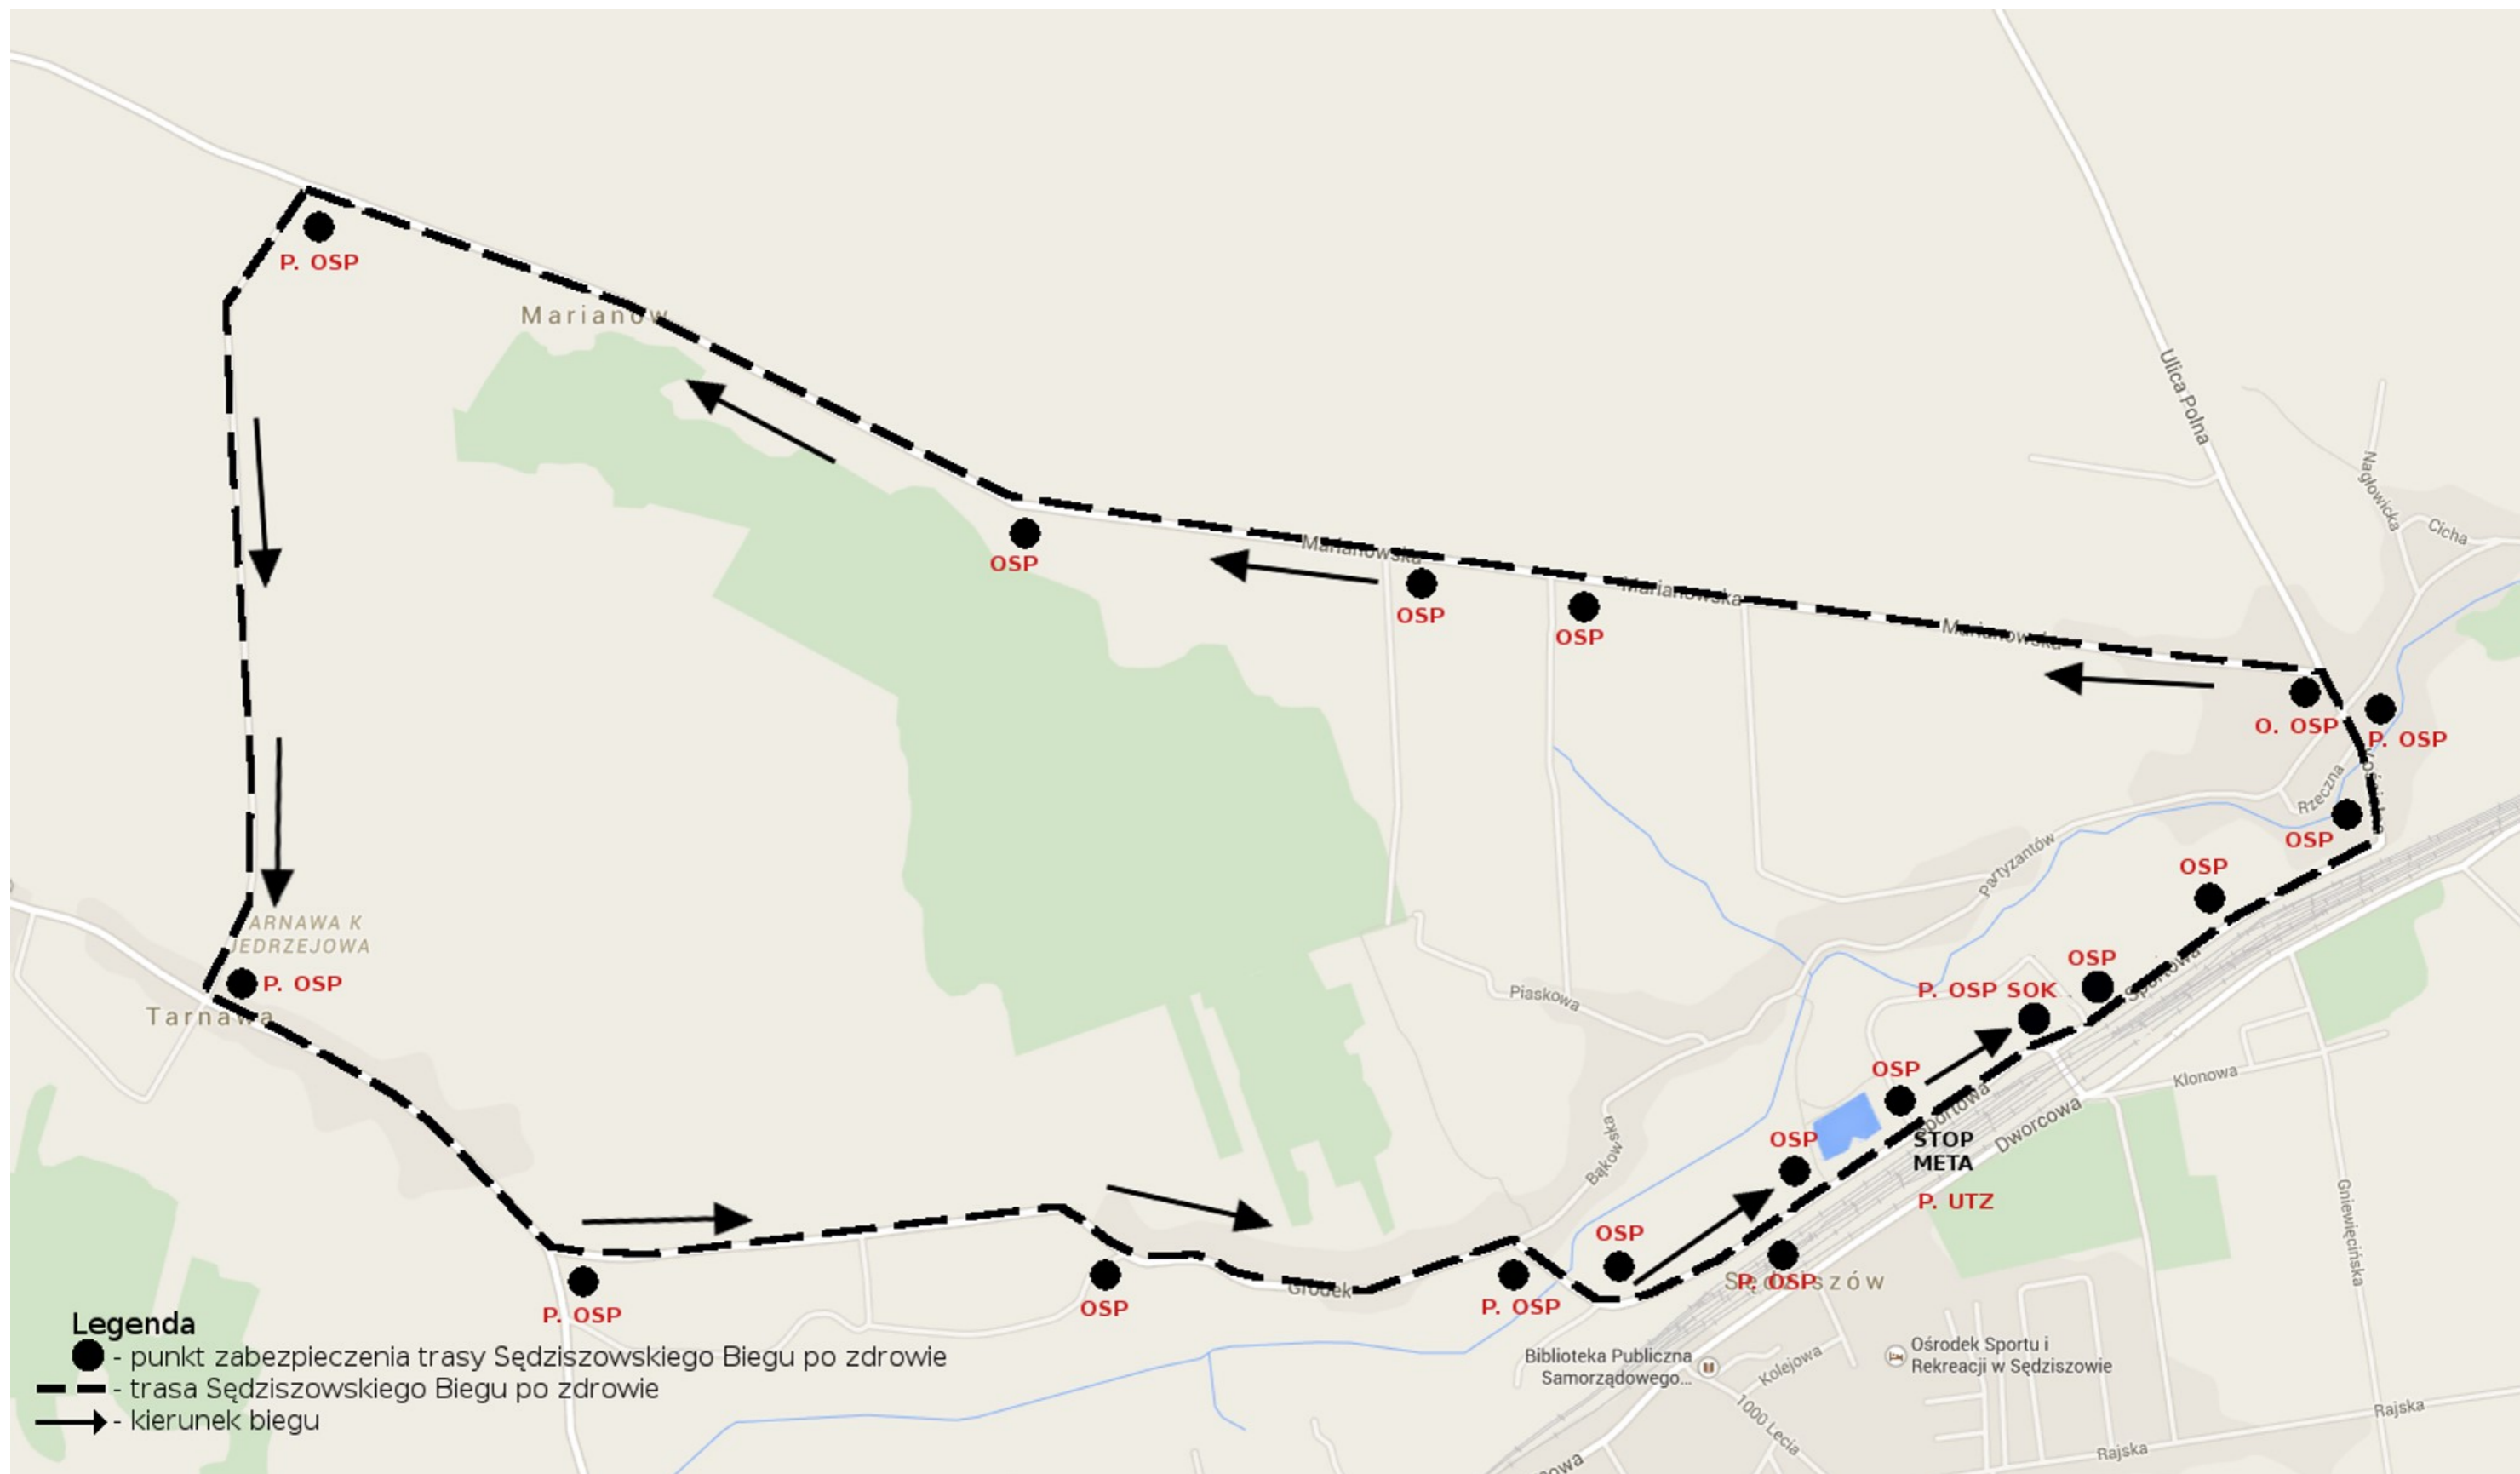 P. OSP
Marianów
Ulica Polna
Nagłowicka
Cicha
OSP
Marianowska
OSP
Marianowska
OSP
Marianowska
O. OSP
P. OSP
Rzeczna
OSP
Partyzantów
OSP
ARNAWA K
JEDRZEJOWA
P. OSP
Tarnawa
OSP
Sportowa
P. OSP SOK
Piaskowa
OSP
Klonowa
Sportowa
Dworcowa
STOP
META
P. UTZ
OSP
Bąkowska
Gniewięcińska
OSP
Sędziszów
P. OSP
Gródek
P. OSP
OSP
P. OSP
Legenda
- punkt zabezpieczenia trasy Sędziszowskiego Biegu po zdrowie
- trasa Sędziszowskiego Biegu po zdrowie
- kierunek biegu
Biblioteka Publiczna
Samorządowego...
Kolejowa
Ośrodek Sportu i
Rekreacji w Sędziszowie
1000 Lecia
Rajska
Rajska